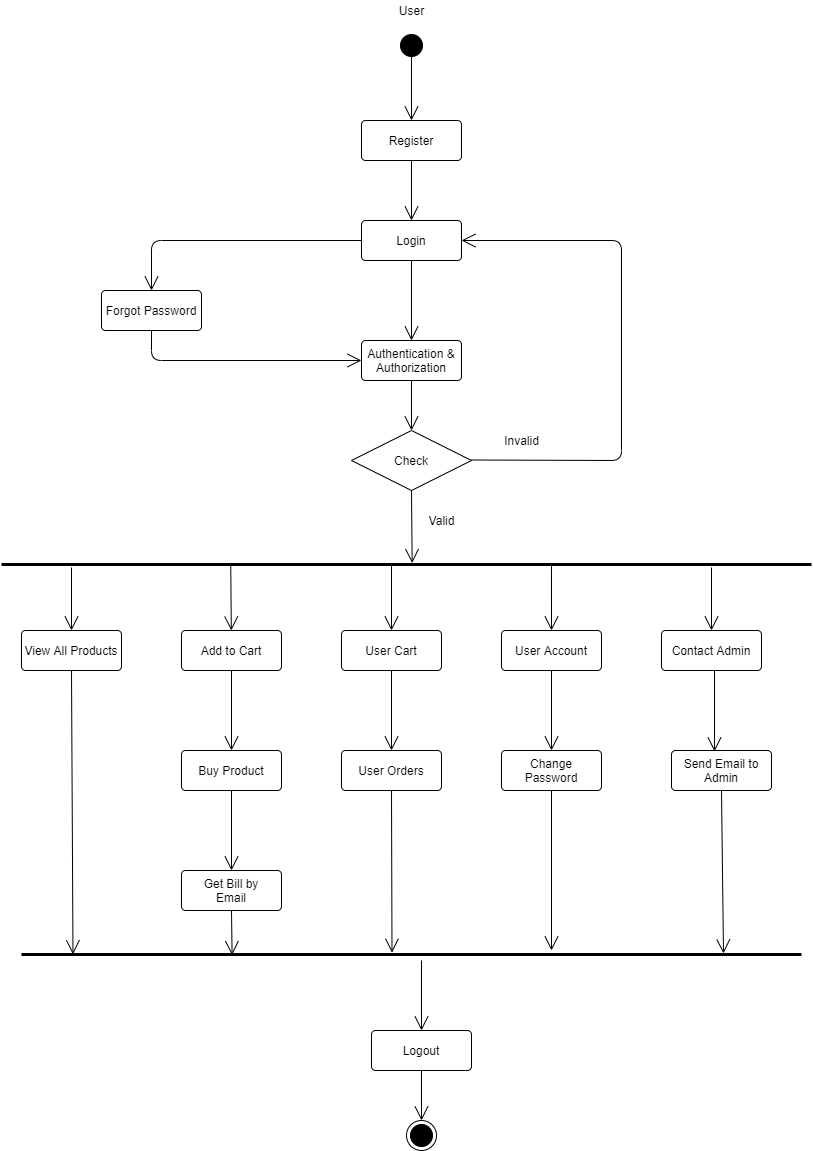 User
Register
Login
Forgot Password
Authentication &
Authorization
Check
Invalid
Valid
View All Products
Add to Cart
User Cart
User Account
Contact Admin
Buy Product
User Orders
Change
Password
Send Email to
Admin
Get Bill by
Email
Logout